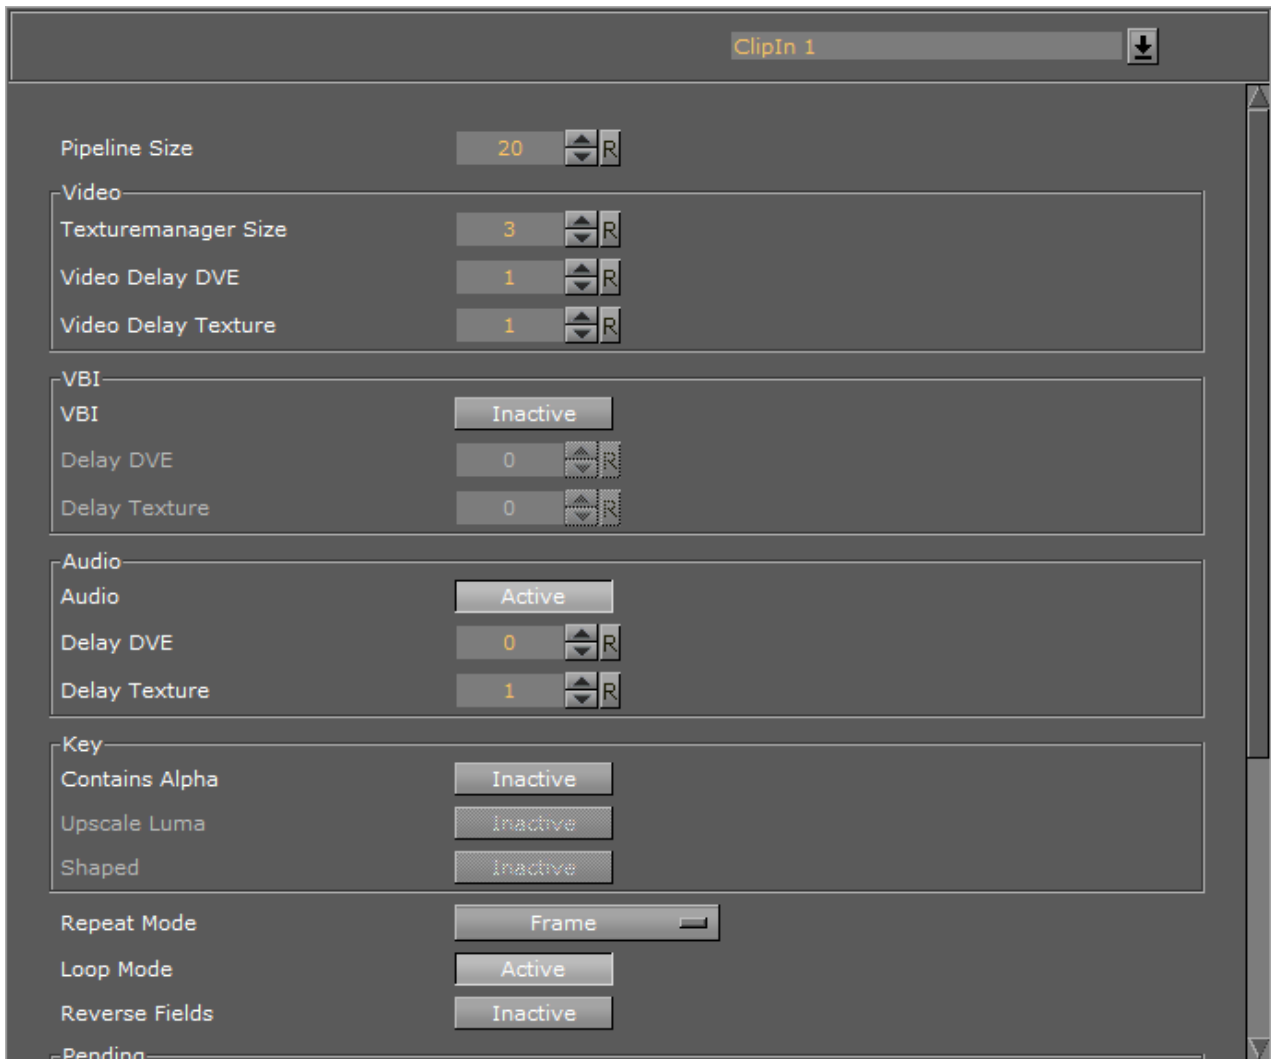 ClipIn 1
Pipeline Size 20 R
Video
Texturemanager Size 3 R
Video Delay DVE 1 R
Video Delay Texture 1 R
VBI
VBI Inactive
Delay DVE 0 R
Delay Texture 0 R
Audio
Audio Active
Delay DVE 0 R
Delay Texture 1 R
Key
Contains Alpha Inactive
Upscale Luma Inactive
Shaped Inactive
Repeat Mode Frame
Loop Mode Active
Reverse Fields Inactive
Pending